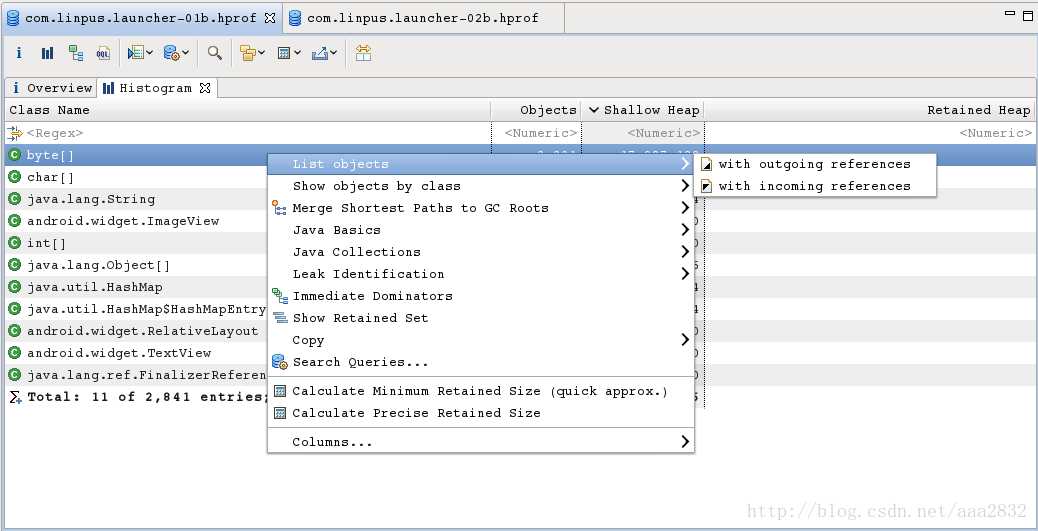 com.linpus.launcher-01b.hprof com.linpus.launcher-02b.hprof
i OQL
i Overview Histogram
Class Name Objects Shallow Heap Retained Heap
<Regex> <Numeric> <Numeric> <Numeric>
byte[]
List objects with outgoing references
char[]
Show objects by class with incoming references
java.lang.String
Merge Shortest Paths to GC Roots
android.widget.ImageView
Java Basics
int[]
Java Collections
java.lang.Object[]
Leak Identification
java.util.HashMap
Immediate Dominators
java.util.HashMap$HashMapEntry
Show Retained Set
android.widget.RelativeLayout
Copy
android.widget.TextView
Search Queries...
java.lang.ref.FinalizerReferen
Calculate Minimum Retained Size (quick approx.)
Total: 11 of 2,841 entries;
Calculate Precise Retained Size
Columns...
http://blog.csdn.net/aaa2832